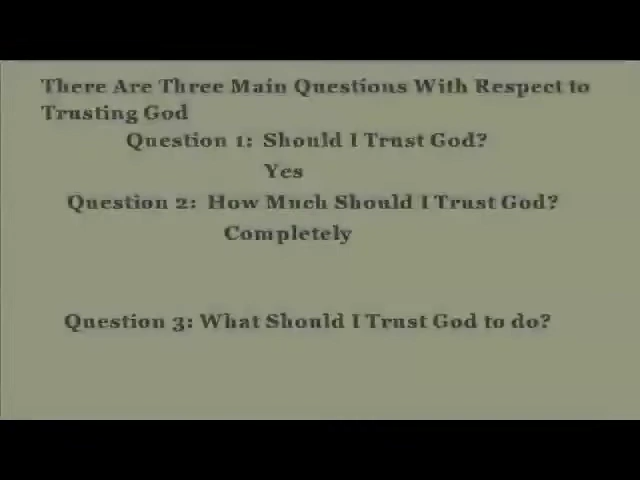 There Are Three Main Questions With Respect to
Trusting God
Question 1: Should I Trust God?
Yes
Question 2: How Much Should I Trust God?
Completely
Question 3: What Should I Trust God to do?